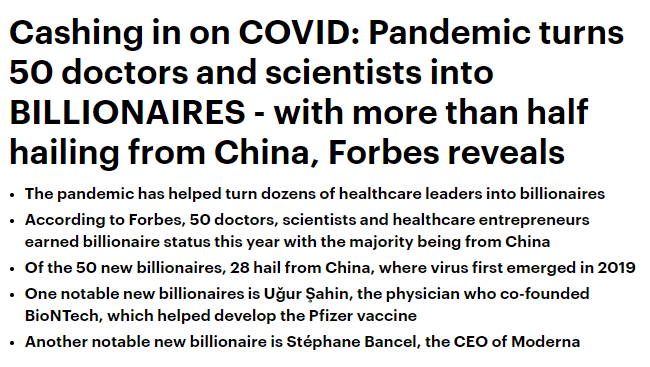 Cashing in on COVID: Pandemic turns
50 doctors and scientists into
BILLIONAIRES - with more than half
hailing from China, Forbes reveals
• The pandemic has helped turn dozens of healthcare leaders into billionaires
• According to Forbes, 50 doctors, scientists and healthcare entrepreneurs
earned billionaire status this year with the majority being from China
• Of the 50 new billionaires, 28 hail from China, where virus first emerged in 2019
• One notable new billionaires is Uğur Şahin, the physician who co-founded
BioNTech, which helped develop the Pfizer vaccine
• Another notable new billionaire is Stéphane Bancel, the CEO of Moderna